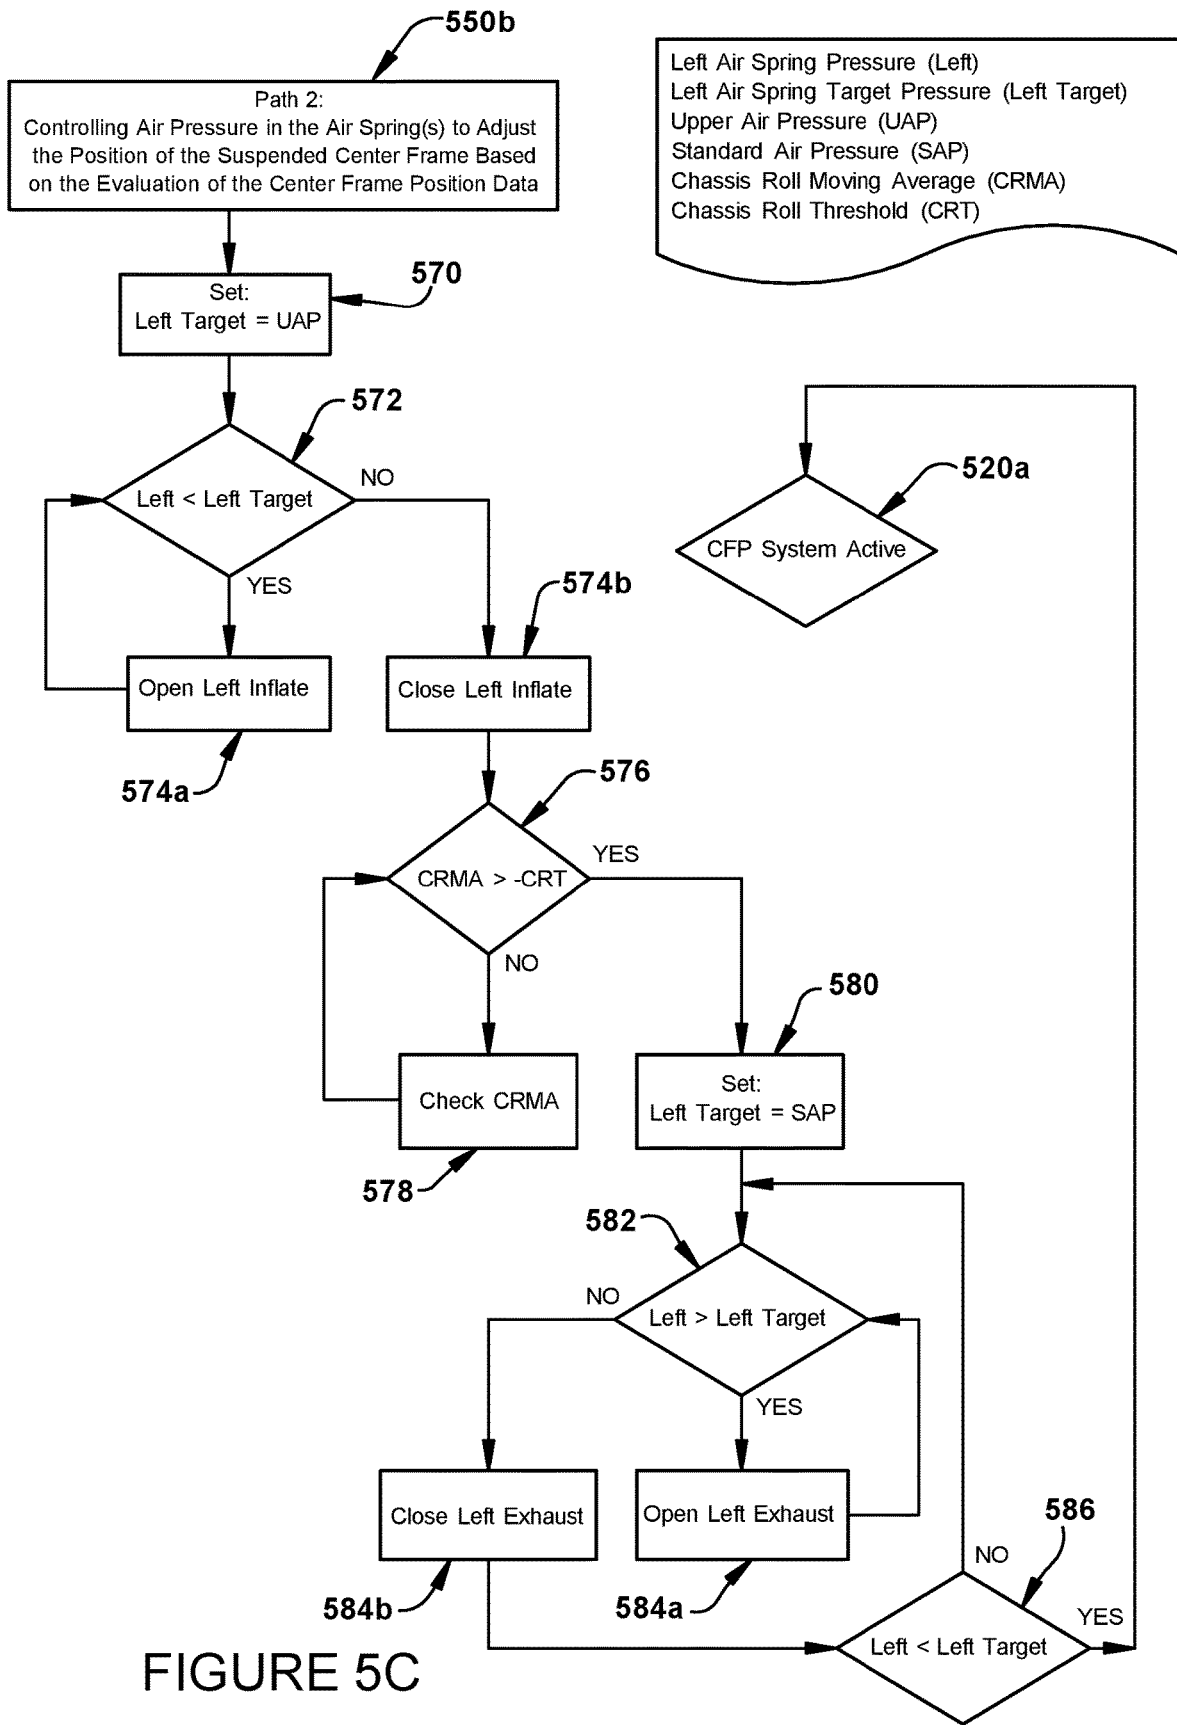 550b
Path 2:
Controlling Air Pressure in the Air Spring(s) to Adjust
the Position of the Suspended Center Frame Based
on the Evaluation of the Center Frame Position Data
Left Air Spring Pressure (Left)
Left Air Spring Target Pressure (Left Target)
Upper Air Pressure (UAP)
Standard Air Pressure (SAP)
Chassis Roll Moving Average (CRMA)
Chassis Roll Threshold (CRT)
570
Set:
Left Target = UAP
572
Left < Left Target
NO
YES
520a
CFP System Active
574b
Open Left Inflate
Close Left Inflate
574a
576
CRMA > -CRT
YES
NO
580
Check CRMA
Set:
Left Target = SAP
578
582
Left > Left Target
NO
YES
Close Left Exhaust
Open Left Exhaust
586
584b
584a
NO
YES
Left < Left Target
FIGURE 5C